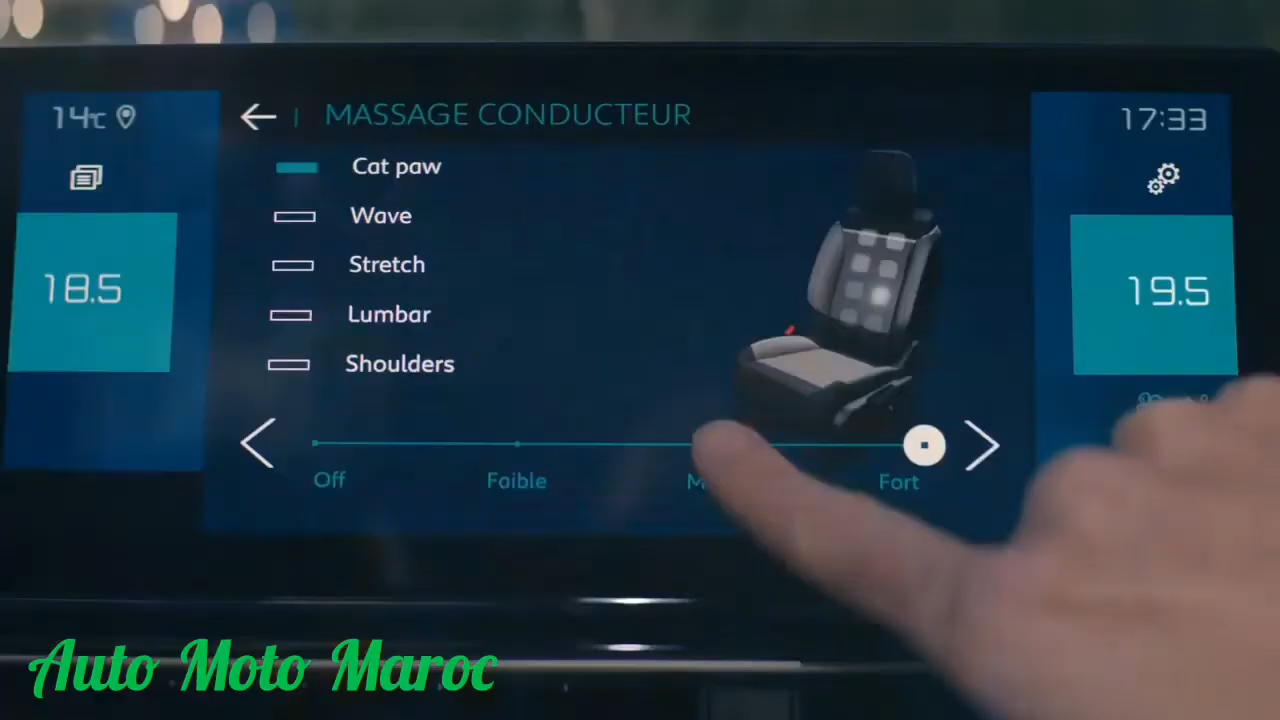 14°C
MASSAGE CONDUCTEUR
17:33
Cat paw
Wave
18.5
Stretch
19.5
Lumbar
Shoulders
Off
Faible
Fort
Auto Moto Maroc